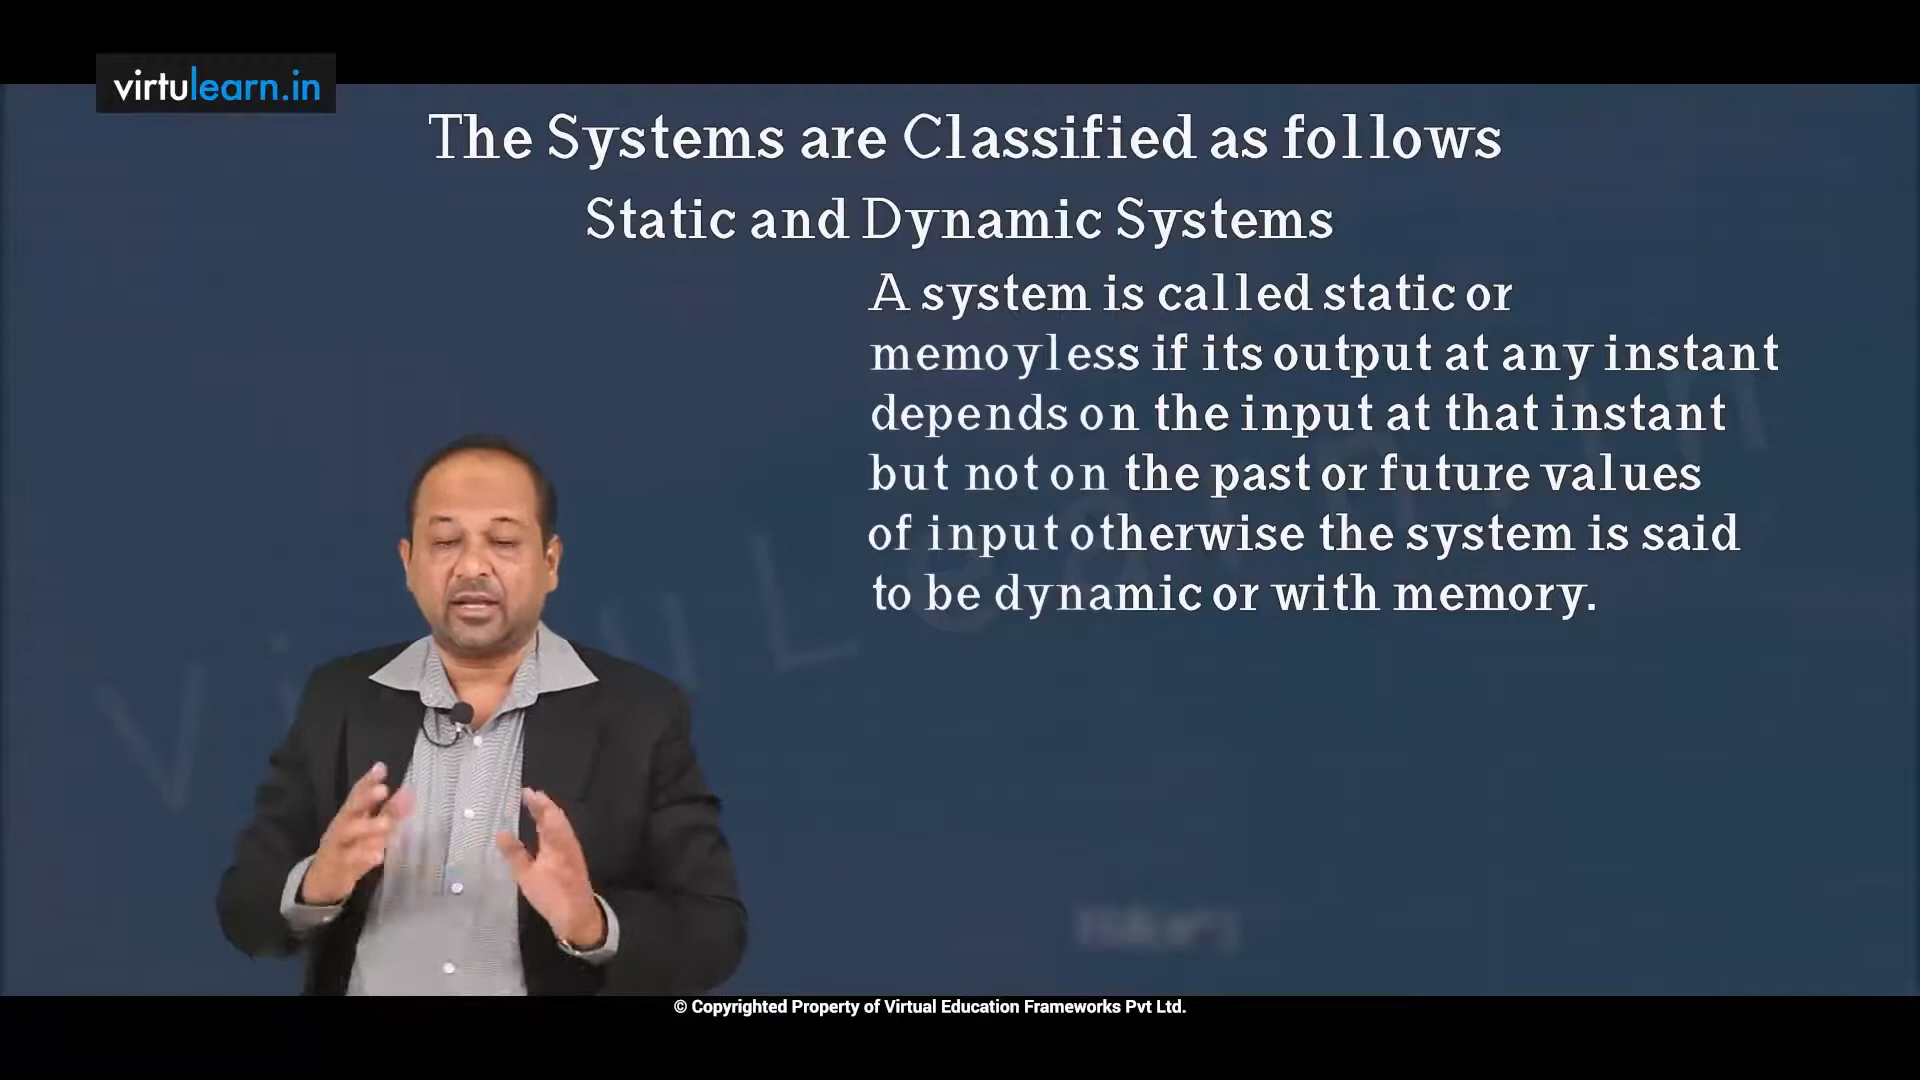 virtulearn.in
The Systems are Classified as follows
Static and Dynamic Systems
A system is called static or
memoyless if its output at any instant
depends on the input at that instant
but not on the past or future values
of input otherwise the system is said
to be dynamic or with memory.
VirtuLearn.in
© Copyrighted Property of Virtual Education Frameworks Pvt Ltd.